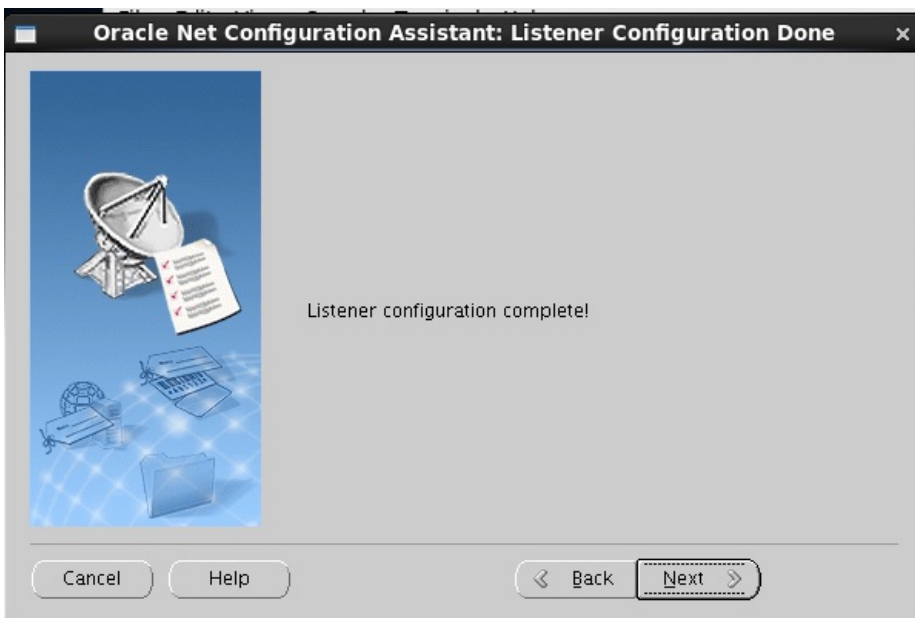 Oracle Net Configuration Assistant: Listener Configuration Done
Listener configuration complete!
Cancel
Help
Back
Next